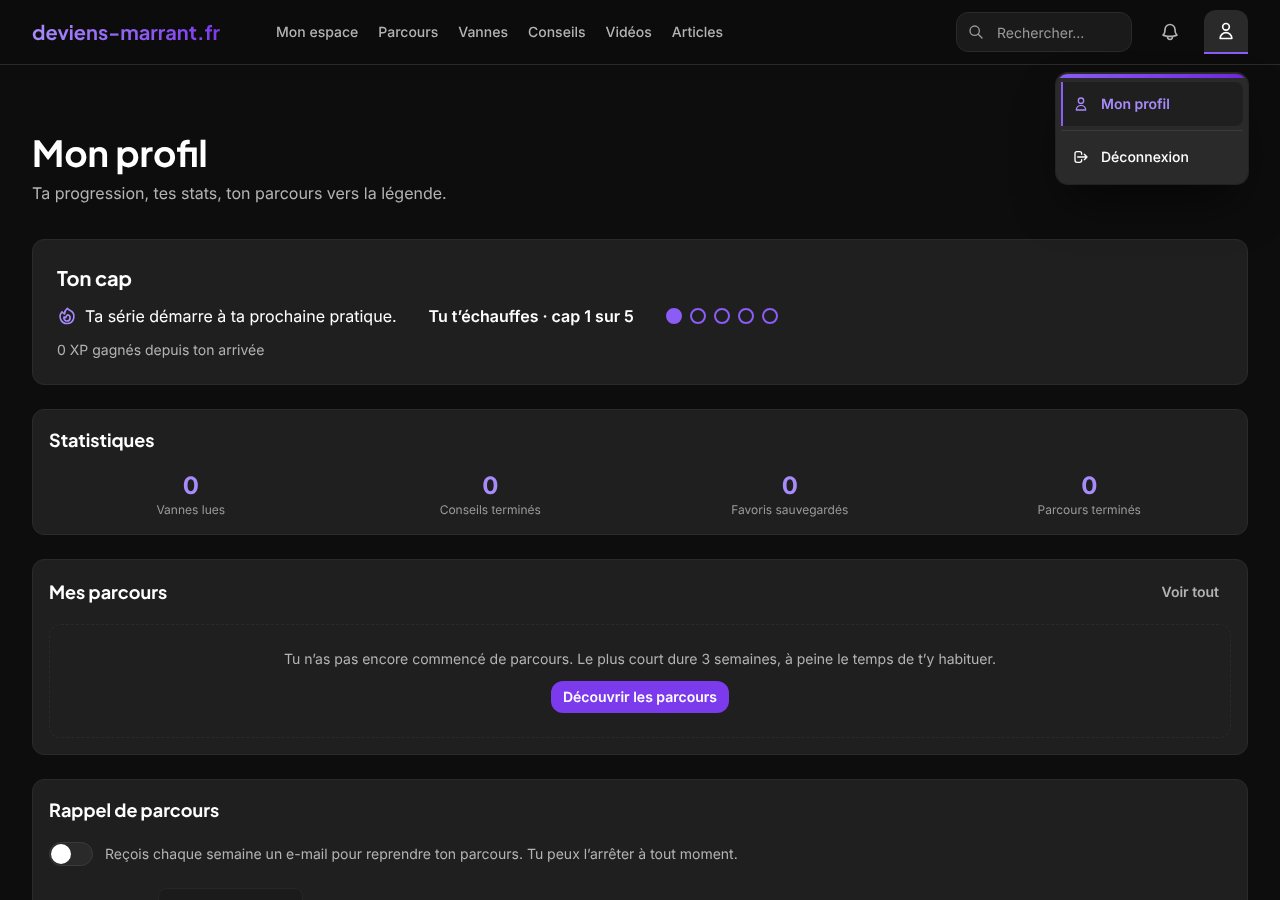 deviens-marrant.fr
Mon espace
Parcours
Vannes
Conseils
Vidéos
Articles
Rechercher...
Mon profil
Déconnexion
Mon profil
Ta progression, tes stats, ton parcours vers la légende.
Ton cap
Ta série démarre à ta prochaine pratique.
Tu t’échauffes · cap 1 sur 5
0 XP gagnés depuis ton arrivée
Statistiques
0
Vannes lues
0
Conseils terminés
0
Favoris sauvegardés
0
Parcours terminés
Mes parcours
Voir tout
Tu n’as pas encore commencé de parcours. Le plus court dure 3 semaines, à peine le temps de t’y habituer.
Découvrir les parcours
Rappel de parcours
Reçois chaque semaine un e-mail pour reprendre ton parcours. Tu peux l’arrêter à tout moment.